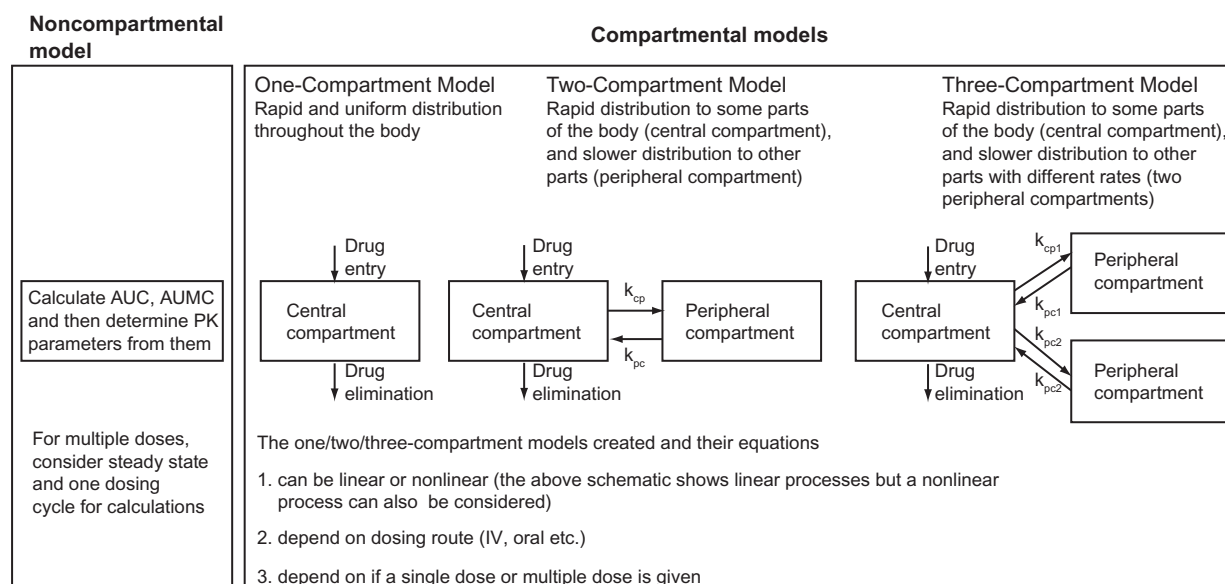 Noncompartmental
model
Compartmental models
Calculate AUC, AUMC
and then determine PK
parameters from them
For multiple doses,
consider steady state
and one dosing
cycle for calculations
One-Compartment Model
Rapid and uniform distribution
throughout the body
Drug
entry
Central
compartment
Drug
elimination
Two-Compartment Model
Rapid distribution to some parts
of the body (central compartment),
and slower distribution to other
parts (peripheral compartment)
Drug
entry
Central
compartment
Drug
elimination
kcp
kpc
Peripheral
compartment
Three-Compartment Model
Rapid distribution to some parts
of the body (central compartment),
and slower distribution to other
parts with different rates (two
peripheral compartments)
Drug
entry
Central
compartment
Drug
elimination
kcp1
kpc1
Peripheral
compartment
kpc2
kpc2
Peripheral
compartment
The one/two/three-compartment models created and their equations
1. can be linear or nonlinear (the above schematic shows linear processes but a nonlinear
process can also be considered)
2. depend on dosing route (IV, oral etc.)
3. depend on if a single dose or multiple dose is given